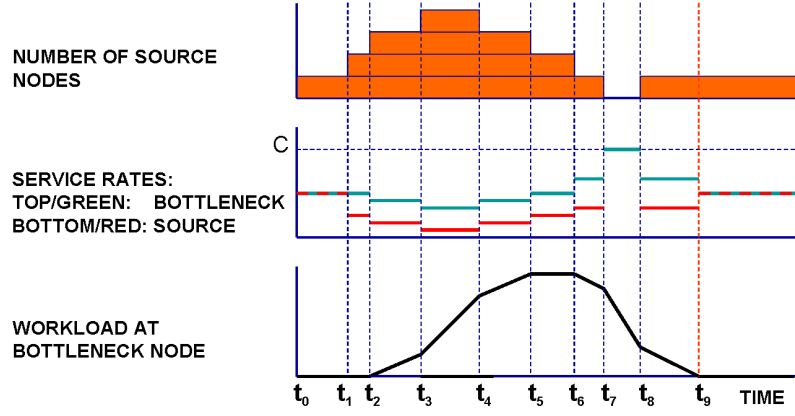 NUMBER OF SOURCE
NODES
C
SERVICE RATES:
TOP/GREEN: BOTTLENECK
BOTTOM/RED: SOURCE
WORKLOAD AT
BOTTLENECK NODE
t0 t1 t2 t3 t4 t5 t6 t7 t8 t9 TIME